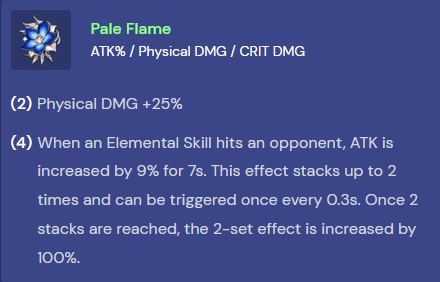 Pale Flame
ATK% / Physical DMG / CRIT DMG
(2) Physical DMG +25%
(4) When an Elemental Skill hits an opponent, ATK is
increased by 9% for 7s. This effect stacks up to 2
times and can be triggered once every 0.3s. Once 2
stacks are reached, the 2-set effect is increased by
100%.